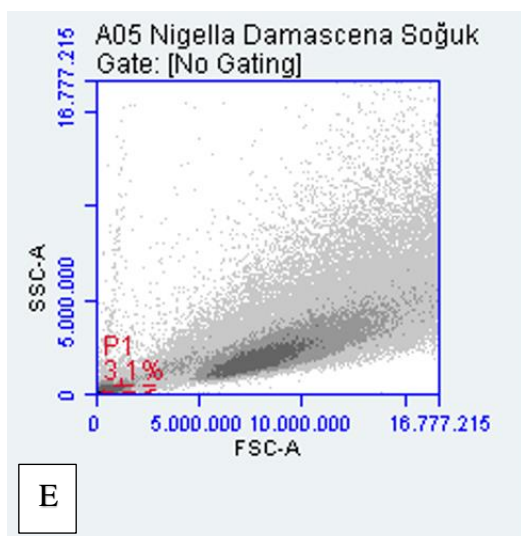 A05 Nigella Damascena Soğuk
Gate: [No Gating]
16.777.215
5.000.000
0
SSC-A
P1
3,1%
0
5.000.000
10.000.000
16.777.215
FSC-A
E